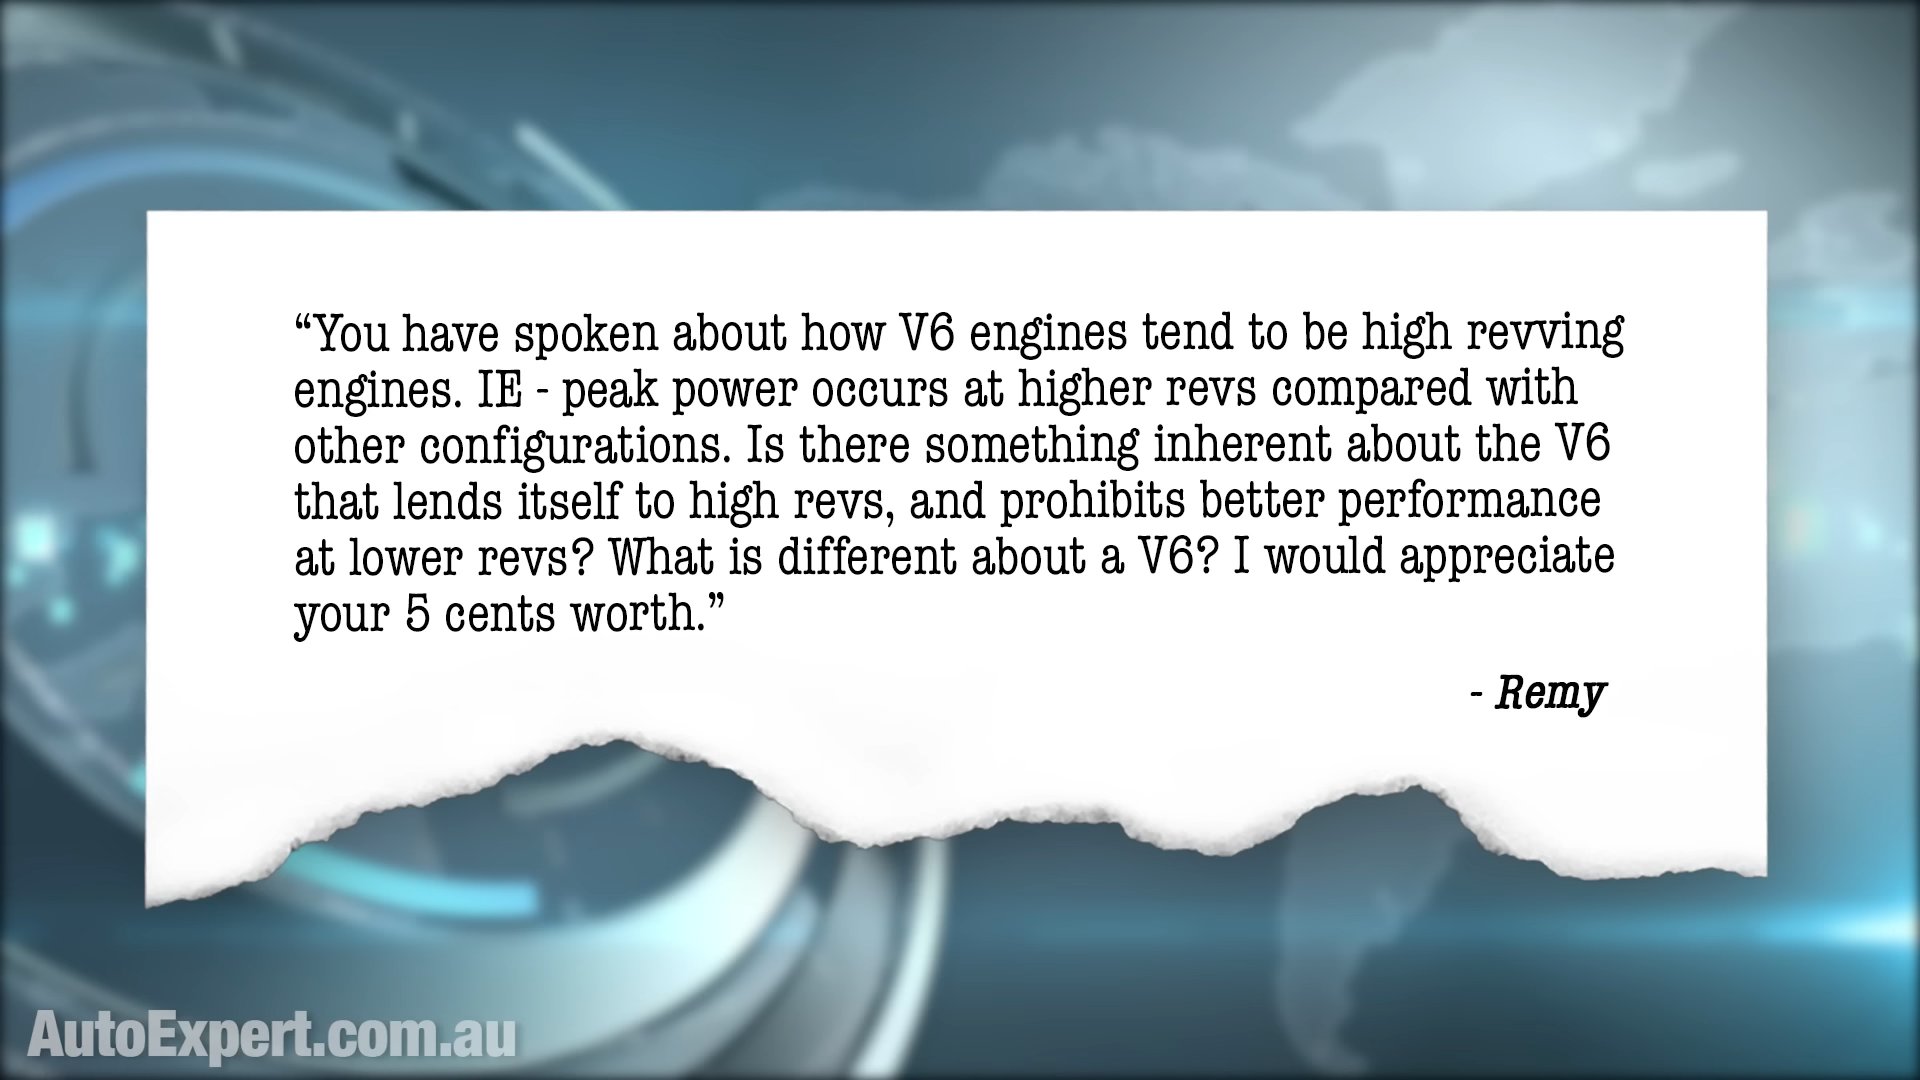 “You have spoken about how V6 engines tend to be high revving
engines. IE - peak power occurs at higher revs compared with
other configurations. Is there something inherent about the V6
that lends itself to high revs, and prohibits better performance
at lower revs? What is different about a V6? I would appreciate
your 5 cents worth.”
- Remy
AutoExpert.com.au